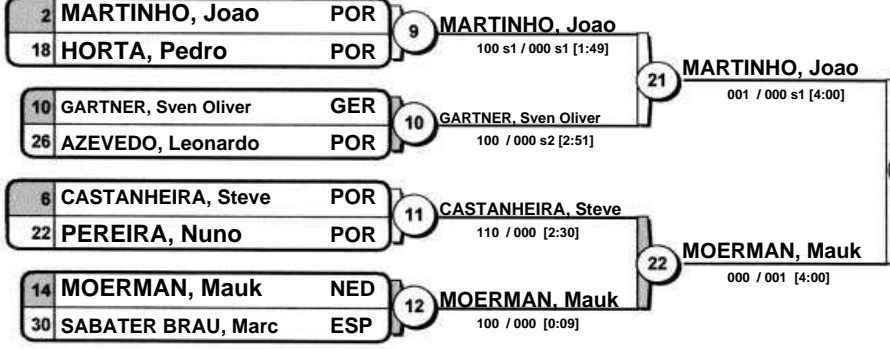 2 MARTINHO, Joao POR
18 HORTA, Pedro POR
9
MARTINHO, Joao
100 s1 / 000 s1 [1:49]
10 GARTNER, Sven Oliver GER
26 AZEVEDO, Leonardo POR
10
GARTNER, Sven Oliver
100 / 000 s2 [2:51]
21
MARTINHO, Joao
001 / 000 s1 [4:00]
6 CASTANHEIRA, Steve POR
22 PEREIRA, Nuno POR
11
CASTANHEIRA, Steve
110 / 000 [2:30]
14 MOERMAN, Mauk NED
30 SABATER BRAU, Marc ESP
12
MOERMAN, Mauk
100 / 000 [0:09]
22
MOERMAN, Mauk
000 / 001 [4:00]